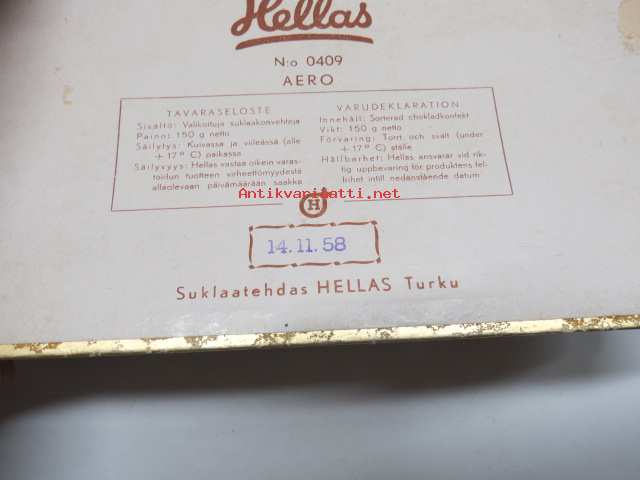 Hellas
N:o 0409
AERO
TAVARASELOSTE
Sisältö: Valikoituja suklaakonvehteja
Paino: 150 g netto
Säilytys: Kuivassa ja viileässä (alle
+ 17° C) paikassa
Säilyvyys: Hellas vastaa oikein varas-
toidun tuotteen virheettömyydestä
allaolevaan päivämäärään saakka
VARUDEKLARATION
Innehåll: Sorterad chokladkonfekt
Vikt: 150 g netto
Förvaring: Torrt och svalt (under
+ 17° C) ställe
Hållbarhet: Hellas ansvarar vid rik-
tig uppbevaring för produktens fel-
frihet intill nedanstående datum
Antikvariaatti.net
H
14.11.58
Suklaatehdas HELLAS Turku